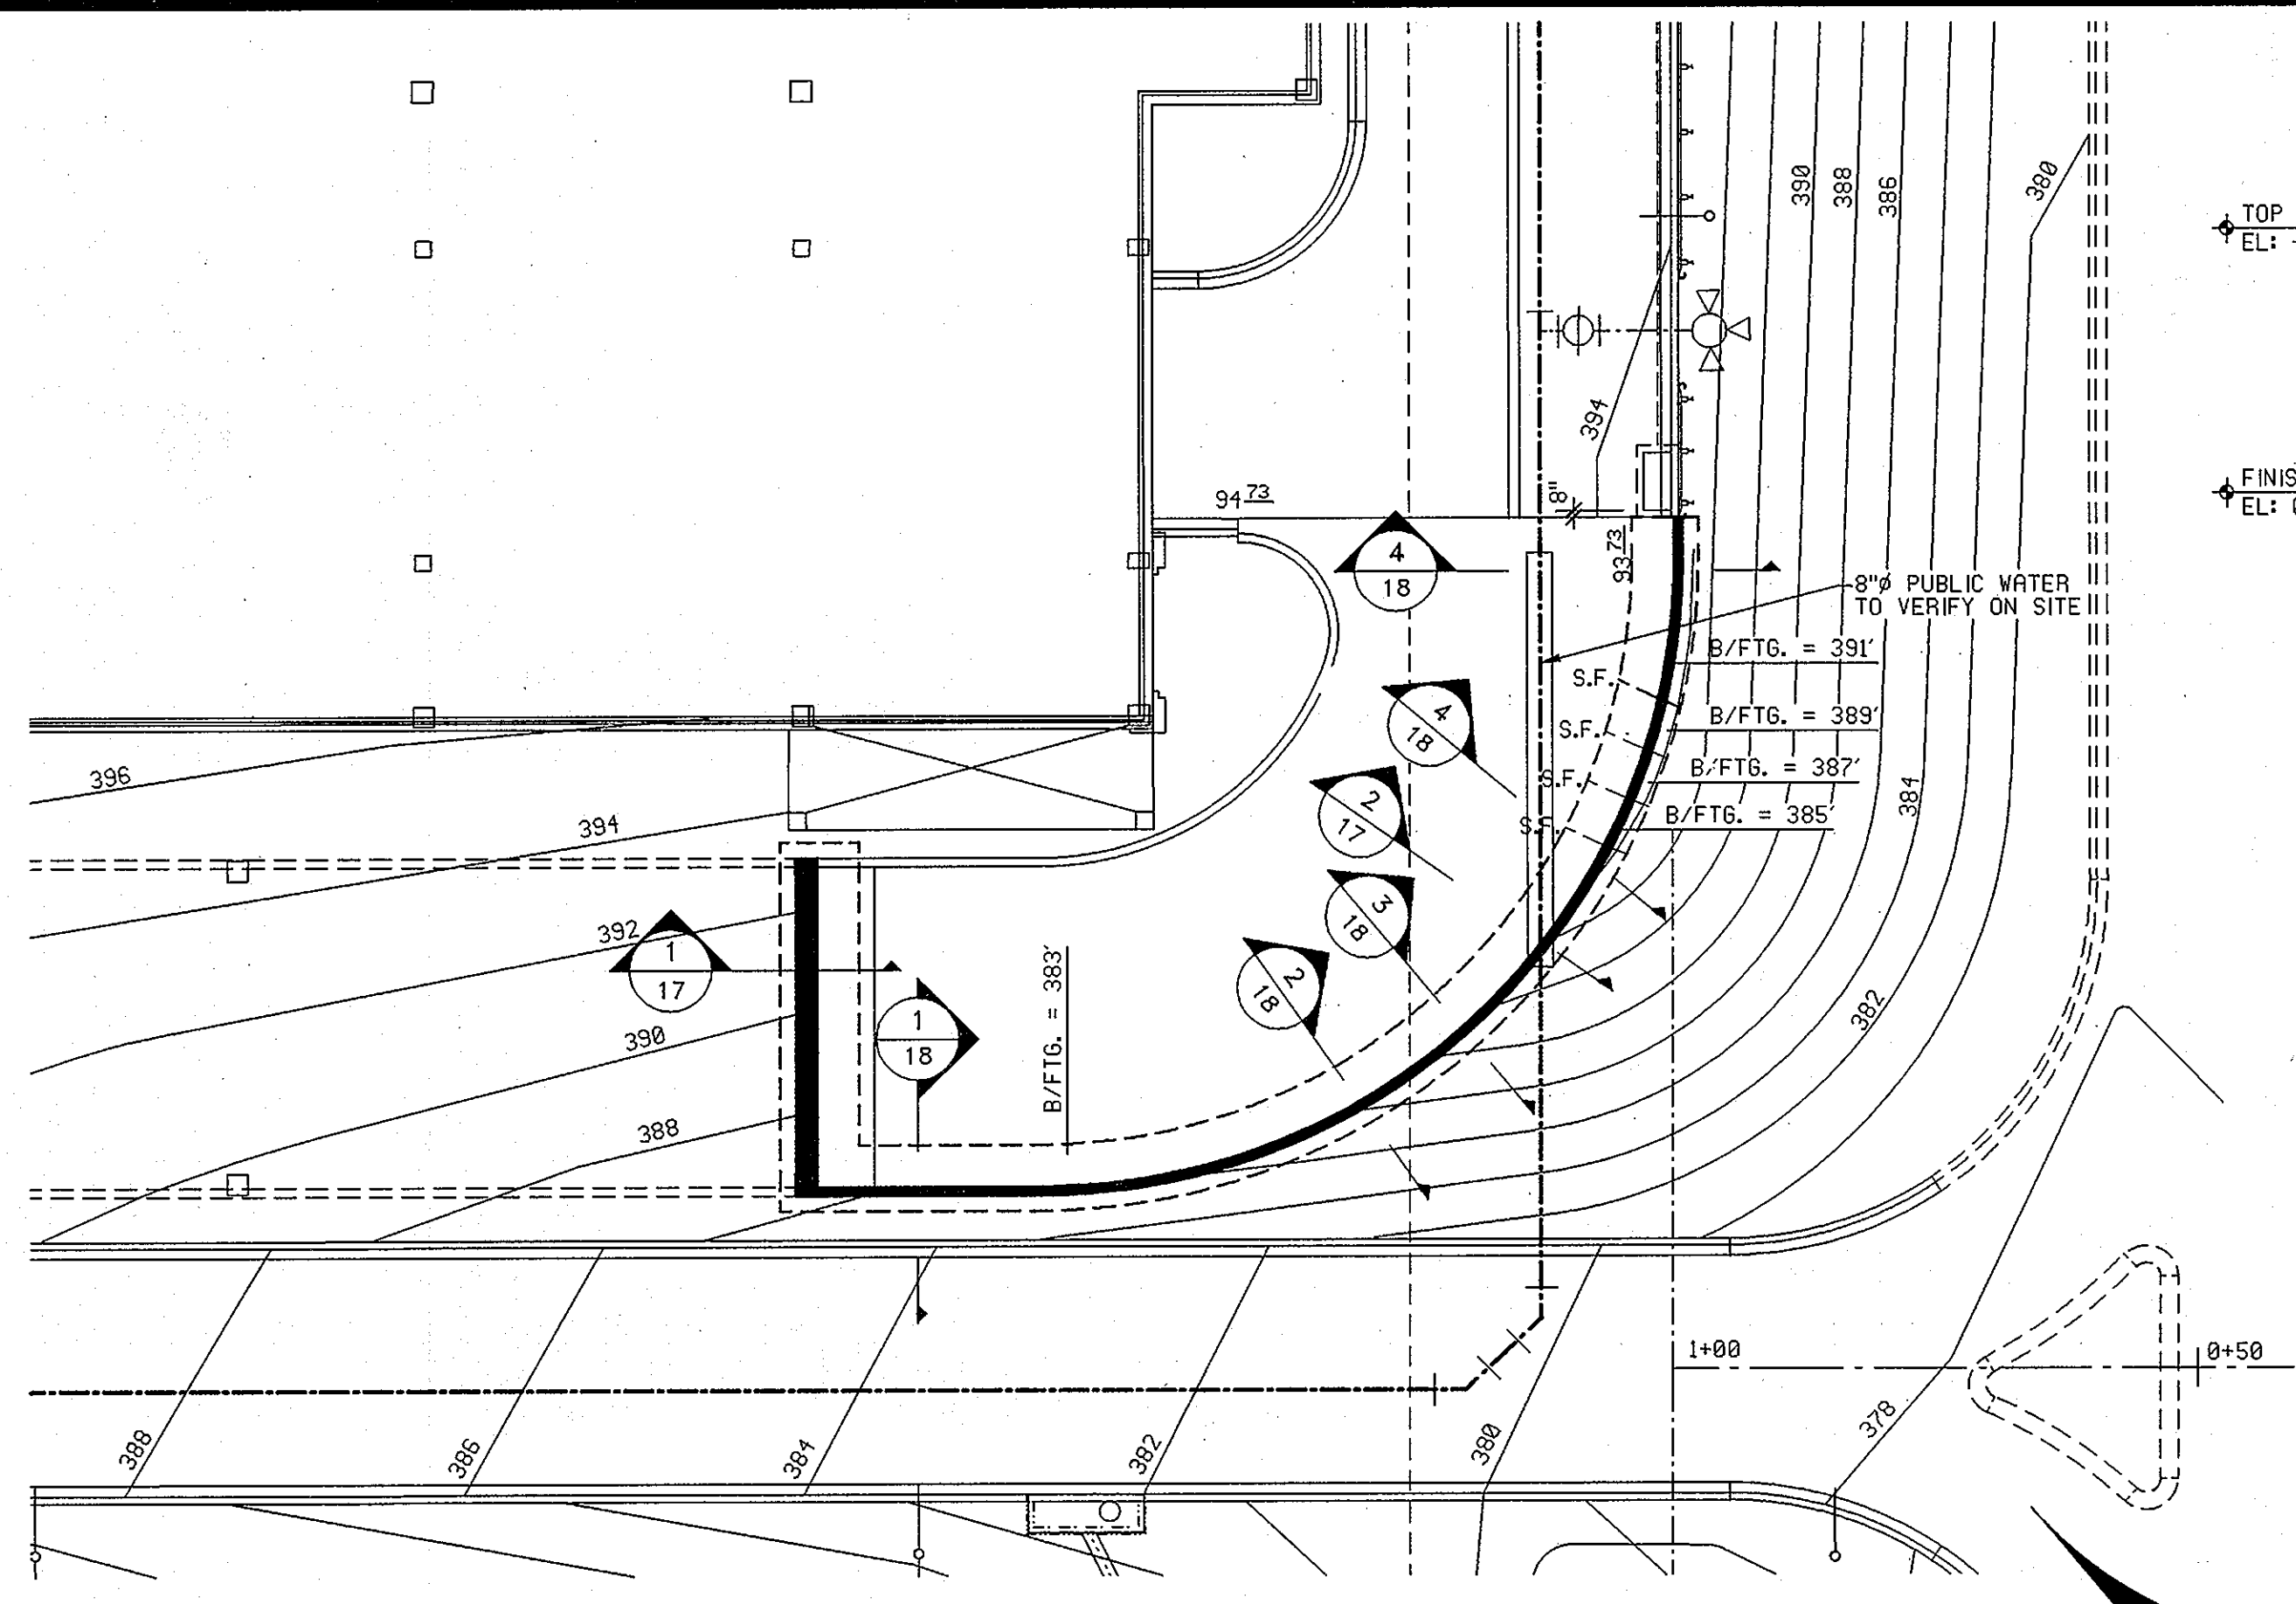 380
390
388
386
TOP
EL:
394
FINIS
EL:
94 73
8"
93 73
4
18
8"ø PUBLIC WATER
TO VERIFY ON SITE
B/FTG. = 391'
S.F.
4
18
B/FTG. = 389'
S.F.
B/FTG. = 387'
S.F.
396
2
17
384
B/FTG. = 385'
S.F.
394
3
18
392
1
17
B/FTG. = 383'
2
18
382
390
1
18
388
1+00
0+50
388
386
384
382
380
378